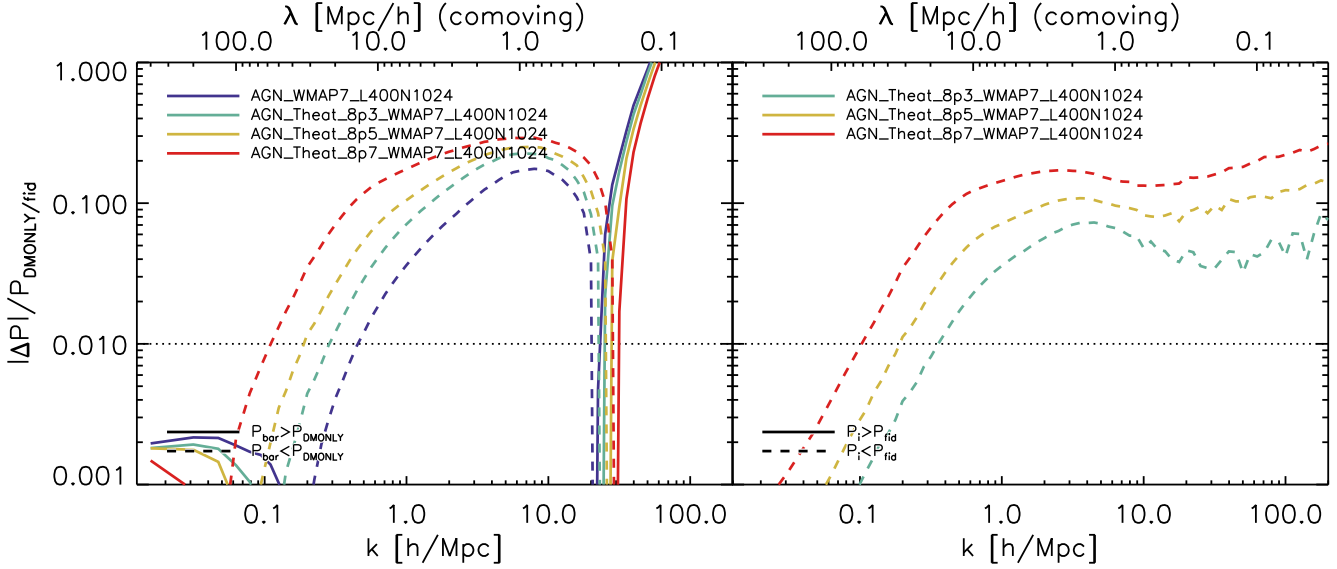 λ [Mpc/h] (comoving)
100.0 10.0 1.0 0.1
1.000
0.100
0.010
0.001
|ΔP|/P_DMONLY/fid
AGN_WMAP7_L400N1024
AGN_Theat_8p3_WMAP7_L400N1024
AGN_Theat_8p5_WMAP7_L400N1024
AGN_Theat_8p7_WMAP7_L400N1024
P_bar>P_DMONLY
P_bar<P_DMONLY
0.1 1.0 10.0 100.0
k [h/Mpc]
λ [Mpc/h] (comoving)
100.0 10.0 1.0 0.1
AGN_Theat_8p3_WMAP7_L400N1024
AGN_Theat_8p5_WMAP7_L400N1024
AGN_Theat_8p7_WMAP7_L400N1024
P_i>P_fid
P_i<P_fid
0.1 1.0 10.0 100.0
k [h/Mpc]